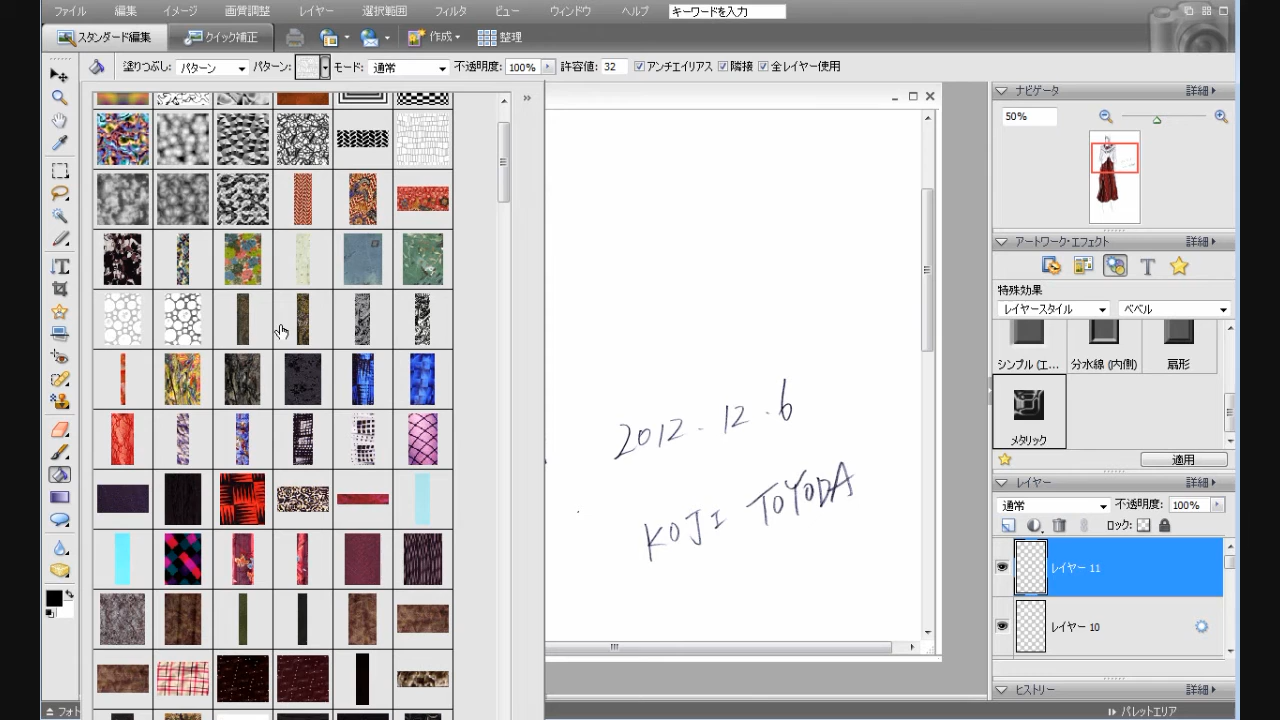 ファイル 編集 イメージ 画質調整 レイヤー 選択範囲 フィルタ ビュー ウィンドウ ヘルプ キーワードを入力
スタンダード編集 クイック補正 作成 整理
塗りつぶし: パターン パターン: モード: 通常 不透明度: 100% 許容値: 32 アンチエイリアス 隣接 全レイヤー使用
ナビゲータ 詳細
50%
アートワーク・エフェクト 詳細
特殊効果
レイヤースタイル ベベル
シンプル (エ... 分水線 (内側) 扇形
メタリック
適用
レイヤー 詳細
通常 不透明度: 100%
ロック:
レイヤー 11
レイヤー 10
ヒストリー 詳細
フォト パレットエリア
2012.12.6
KOJI TOYODA